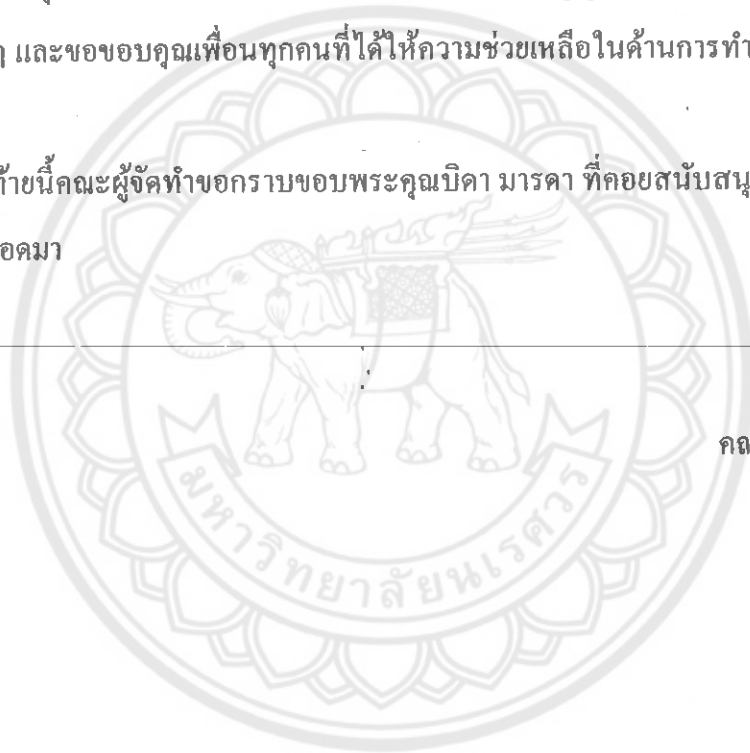 ๆ และขอขอบคุณเพื่อนทุกคนที่ได้ให้ความช่วยเหลือในด้านการทำ
ท้ายนี้คณะผู้จัดทำขอกราบขอบพระคุณบิดา มารดา ที่คอยสนับสนุ
อดมา
คณ
มหาวิทยาลัยนเรศวร